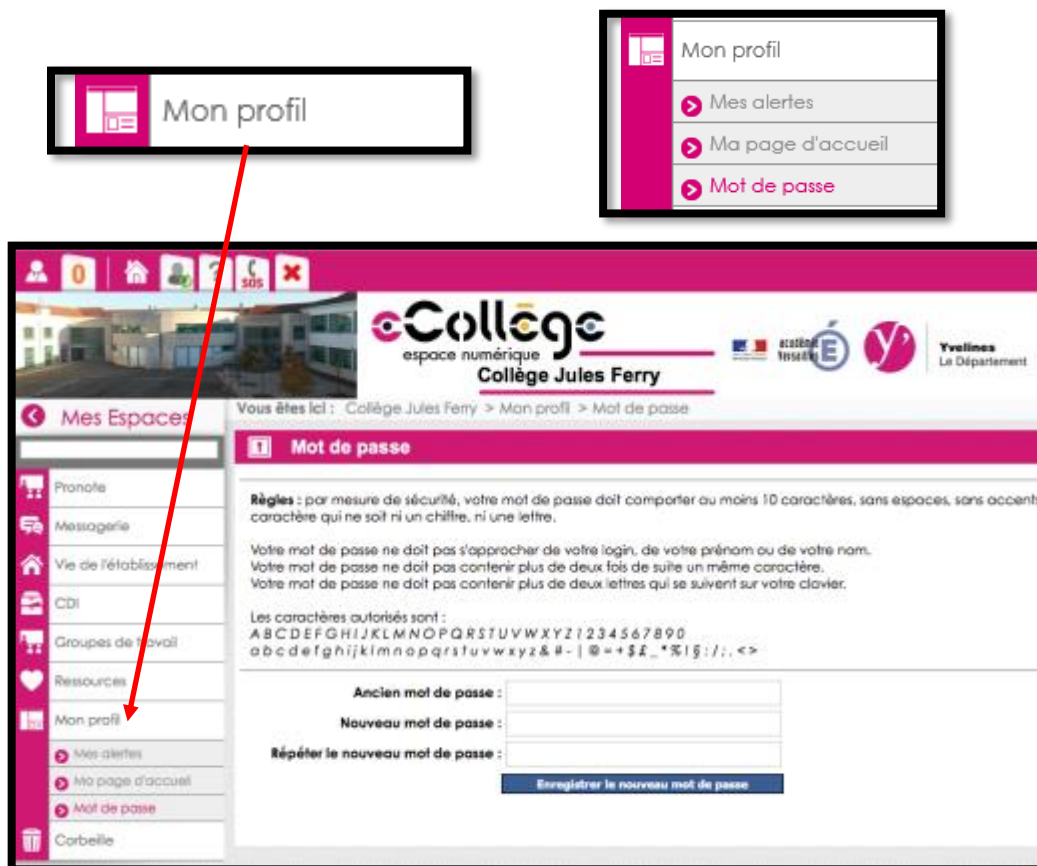 Mon profil
Mon profil
Mes alertes
Ma page d'accueil
Mot de passe
0
?
SOS
eCollège
espace numérique
Collège Jules Ferry
académie
Versailles
É
y'
Yvelines
Le Département
Mes Espaces
Vous êtes ici : Collège Jules Ferry > Mon profil > Mot de passe
Mot de passe
Pronote
Messagerie
Vie de l'établissement
CDI
Groupes de travail
Ressources
Mon profil
Mes alertes
Ma page d'accueil
Mot de passe
Corbeille
Règles : par mesure de sécurité, votre mot de passe doit comporter au moins 10 caractères, sans espaces, sans accents
caractère qui ne soit ni un chiffre, ni une lettre.
Votre mot de passe ne doit pas s'approcher de votre login, de votre prénom ou de votre nom.
Votre mot de passe ne doit pas contenir plus de deux fois de suite un même caractère.
Votre mot de passe ne doit pas contenir plus de deux lettres qui se suivent sur votre clavier.
Les caractères autorisés sont :
A B C D E F G H I J K L M N O P Q R S T U V W X Y Z 1 2 3 4 5 6 7 8 9 0
a b c d e f g h i j k l m n o p q r s t u v w x y z & # - | @ = + $ £ _ * % ! § : / ; . < >
Ancien mot de passe :
Nouveau mot de passe :
Répéter le nouveau mot de passe :
Enregistrer le nouveau mot de passe